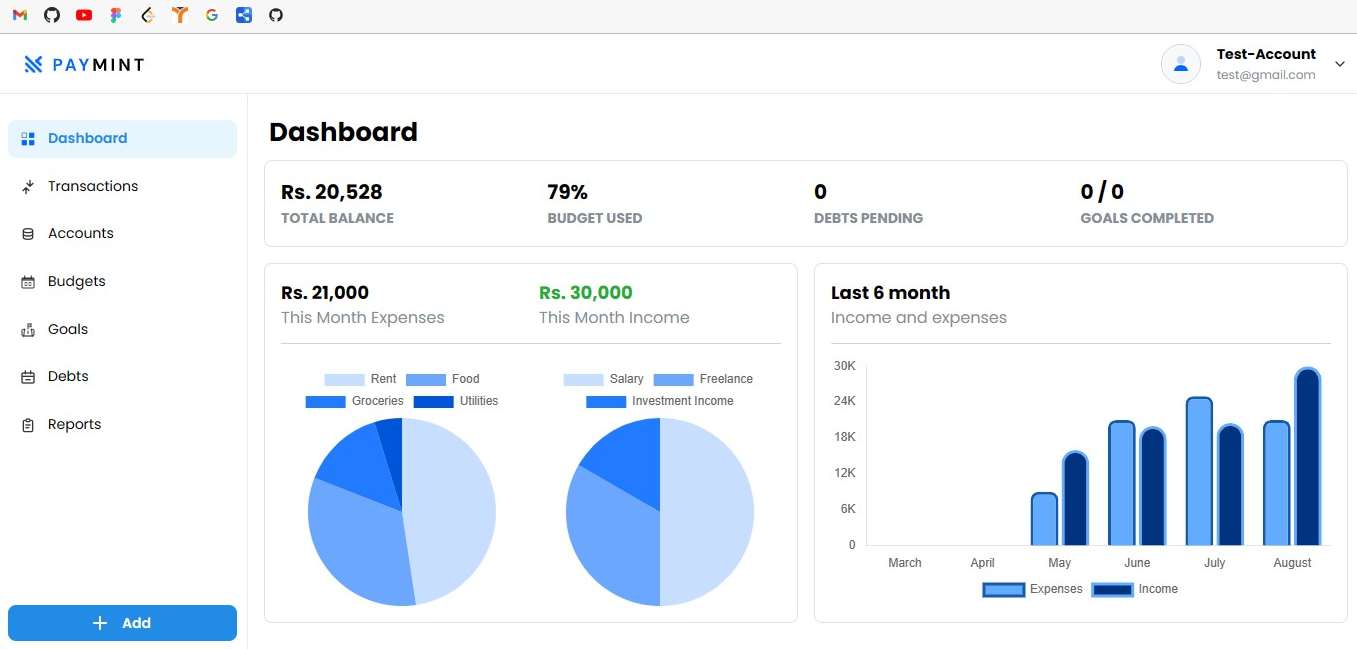 PAYMINT
Test-Account
test@gmail.com
Dashboard
Transactions
Accounts
Budgets
Goals
Debts
Reports
Add
Dashboard
Rs. 20,528
TOTAL BALANCE
79%
BUDGET USED
0
DEBTS PENDING
0 / 0
GOALS COMPLETED
Rs. 21,000
This Month Expenses
Rs. 30,000
This Month Income
Rent Food
Groceries Utilities
Salary Freelance
Investment Income
Last 6 month
Income and expenses
30K
24K
18K
12K
6K
0
March April May June July August
Expenses Income